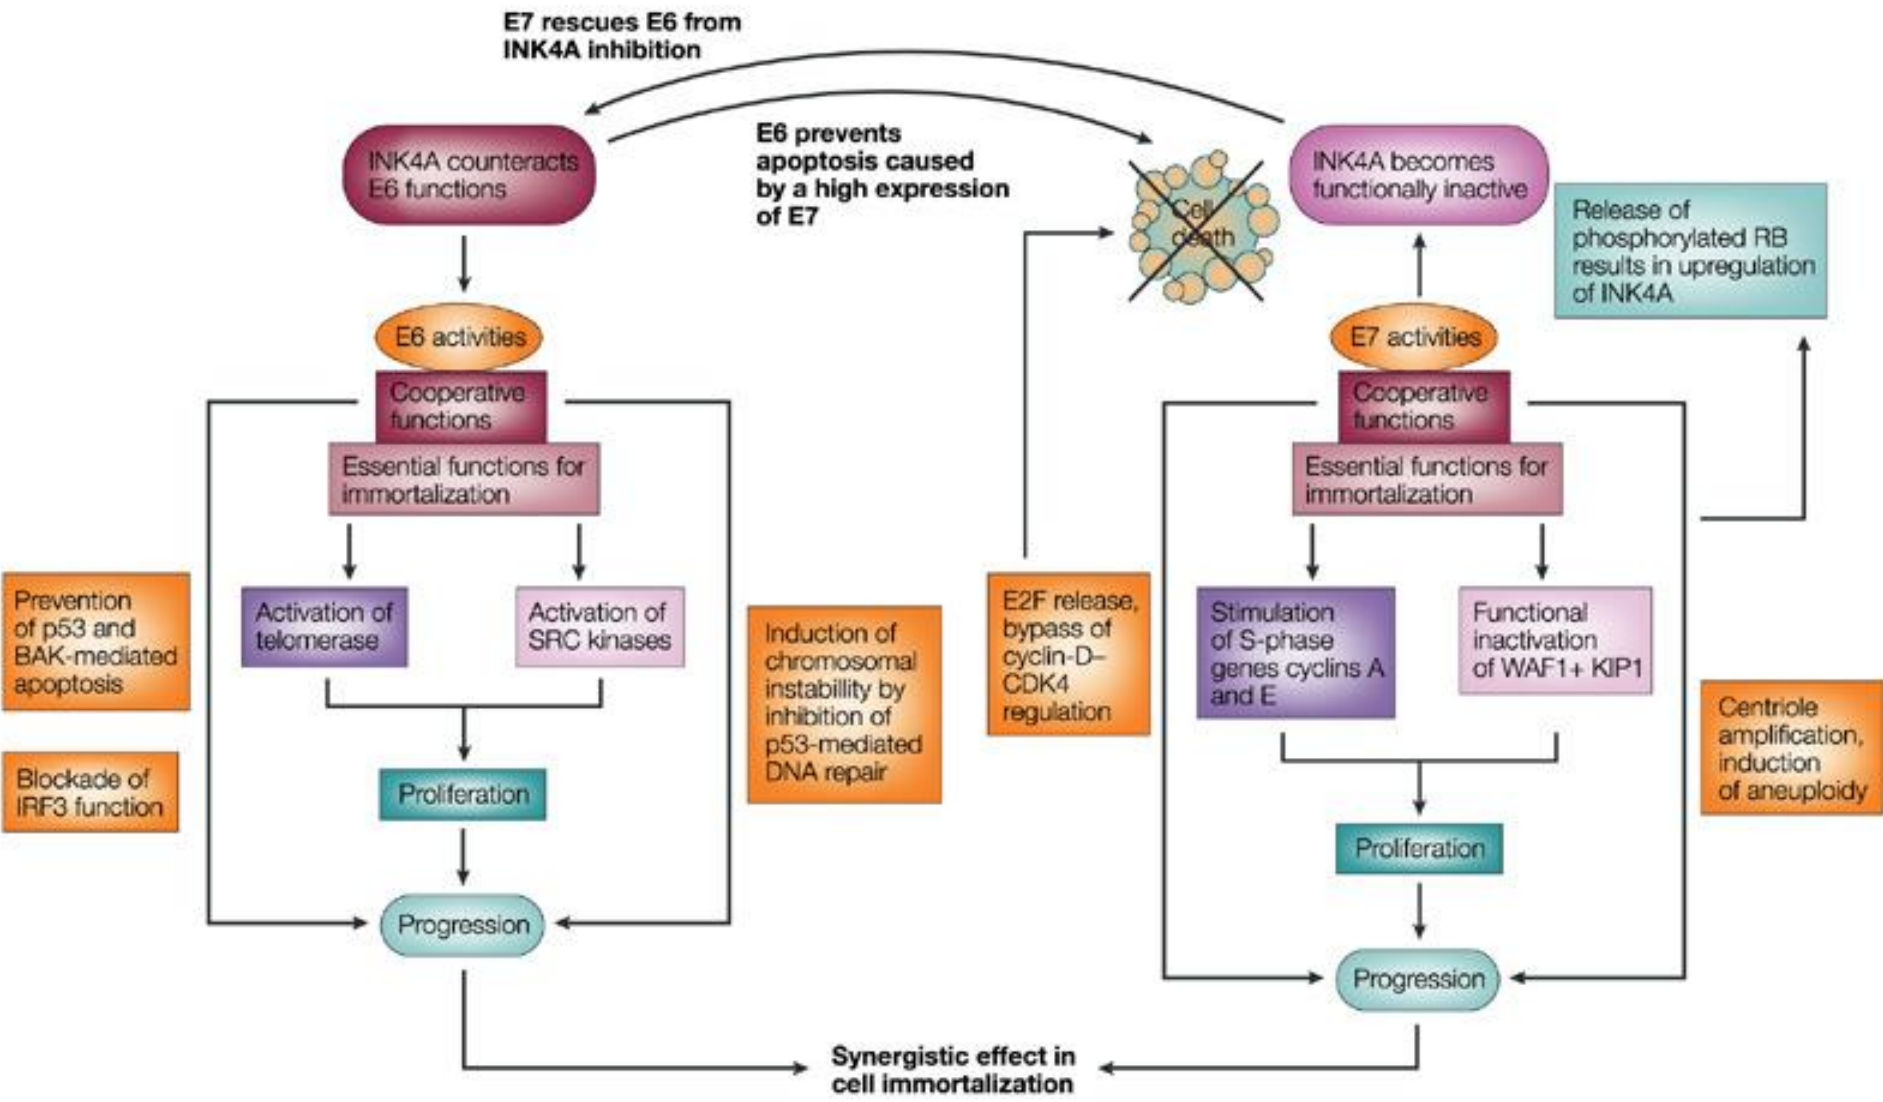 E7 rescues E6 from
INK4A inhibition
E6 prevents
apoptosis caused
by a high expression
of E7
INK4A counteracts
E6 functions
Cell
death
INK4A becomes
functionally inactive
Release of
phosphorylated RB
results in upregulation
of INK4A
E6 activities
Cooperative
functions
Essential functions for
immortalization
Prevention
of p53 and
BAK-mediated
apoptosis
Blockade of
IRF3 function
Activation of
telomerase
Activation of
SRC kinases
Induction of
chromosomal
instabillity by
inhibition of
p53-mediated
DNA repair
Proliferation
Progression
E7 activities
Cooperative
functions
Essential functions for
immortalization
E2F release,
bypass of
cyclin-D–
CDK4
regulation
Stimulation
of S-phase
genes cyclins A
and E
Functional
inactivation
of WAF1+ KIP1
Centriole
amplification,
induction
of aneuploidy
Proliferation
Progression
Synergistic effect in
cell immortalization